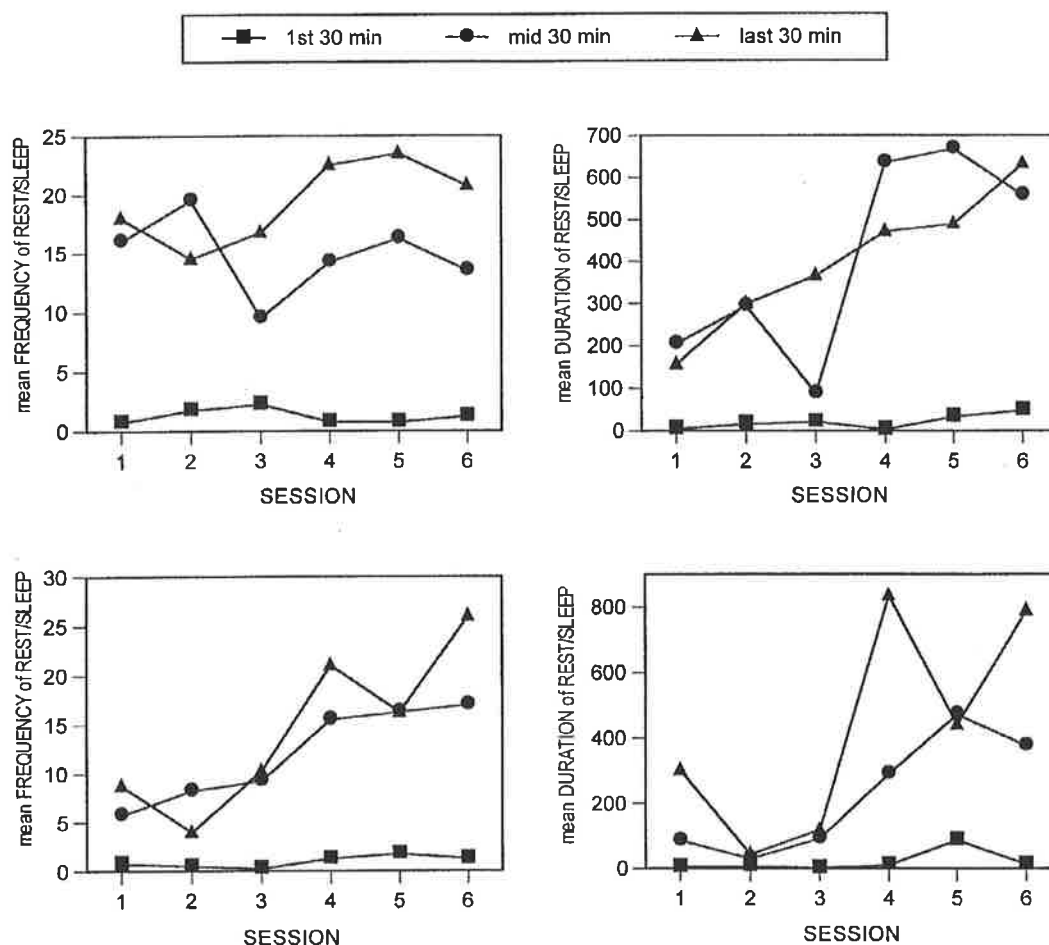 1st 30 min mid 30 min last 30 min
mean FREQUENCY of REST/SLEEP
25
20
15
10
5
0
1 2 3 4 5 6
SESSION
mean DURATION of REST/SLEEP
700
600
500
400
300
200
100
0
1 2 3 4 5 6
SESSION
mean FREQUENCY of REST/SLEEP
30
25
20
15
10
5
0
1 2 3 4 5 6
SESSION
mean DURATION of REST/SLEEP
800
600
400
200
0
1 2 3 4 5 6
SESSION